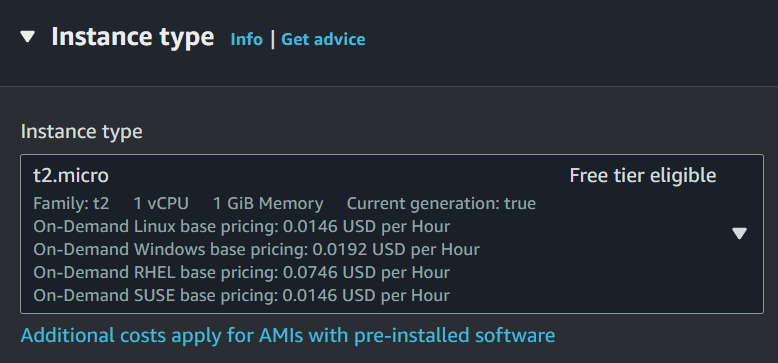 Instance type Info | Get advice
Instance type
t2.micro Free tier eligible
Family: t2 1 vCPU 1 GiB Memory Current generation: true
On-Demand Linux base pricing: 0.0146 USD per Hour
On-Demand Windows base pricing: 0.0192 USD per Hour
On-Demand RHEL base pricing: 0.0746 USD per Hour
On-Demand SUSE base pricing: 0.0146 USD per Hour
Additional costs apply for AMIs with pre-installed software